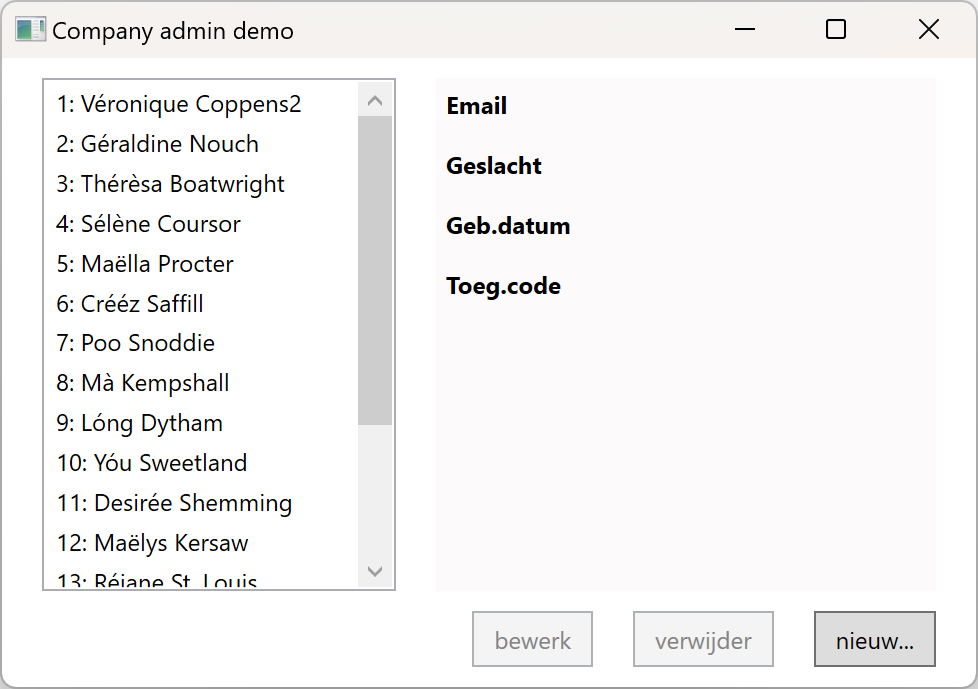 Company admin demo
1: Véronique Coppens2
2: Géraldine Nouch
3: Thérèsa Boatwright
4: Sélène Coursor
5: Maëlla Procter
6: Crééz Saffill
7: Poo Snoddie
8: Mà Kempshall
9: Lóng Dytham
10: Yóu Sweetland
11: Desirée Shemming
12: Maëlys Kersaw
13: Réjane St. Louis
Email
Geslacht
Geb.datum
Toeg.code
bewerk
verwijder
nieuw...